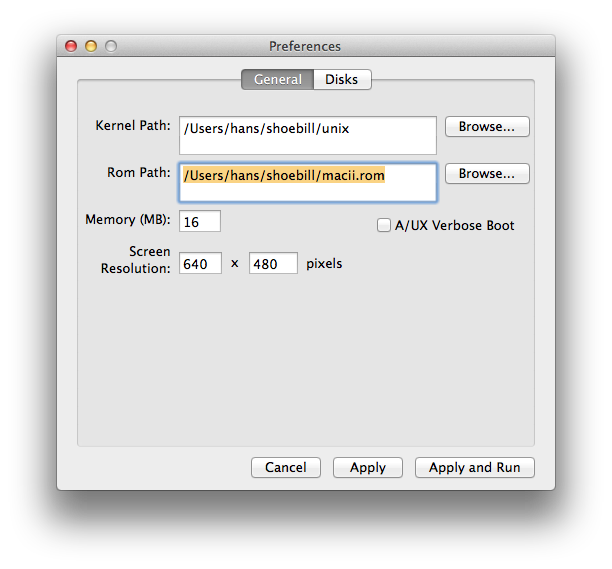 Preferences
General Disks
Kernel Path: /Users/hans/shoebill/unix Browse...
Rom Path: /Users/hans/shoebill/macii.rom Browse...
Memory (MB): 16 A/UX Verbose Boot
Screen
Resolution: 640 x 480 pixels
Cancel Apply Apply and Run